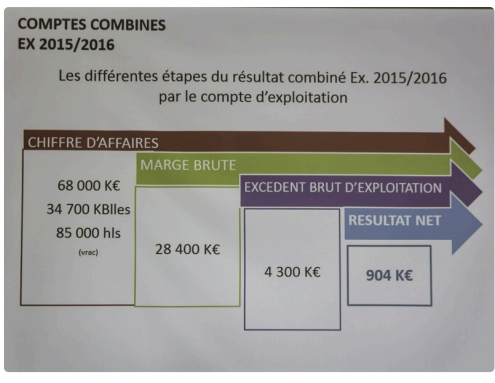 COMPTES COMBINES
EX 2015/2016
Les différentes étapes du résultat combiné Ex. 2015/2016
par le compte d'exploitation
CHIFFRE D'AFFAIRES
68 000 K€
34 700 KBlles
85 000 hls
(vrac)
MARGE BRUTE
28 400 K€
EXCEDENT BRUT D'EXPLOITATION
4 300 K€
RESULTAT NET
904 K€